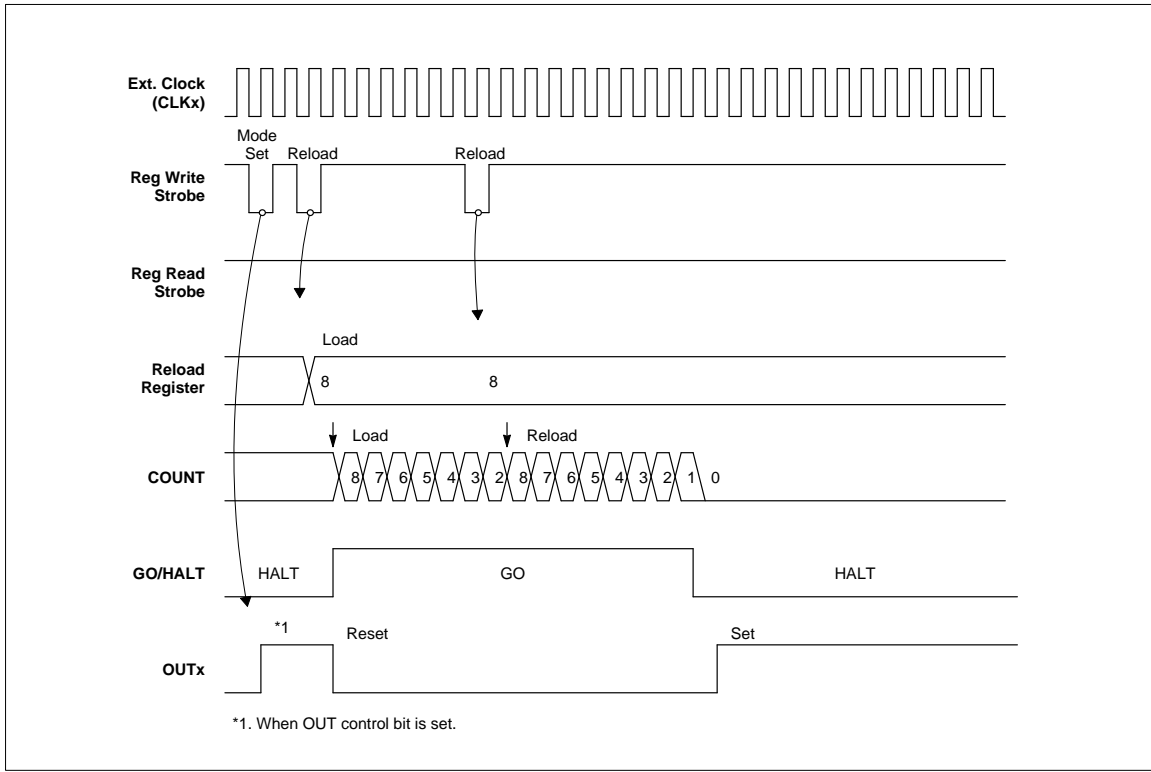 Ext. Clock
(CLKx)
Mode
Set Reload Reload
Reg Write
Strobe
Reg Read
Strobe
Load
Reload
Register
8 8
Load Reload
COUNT
8 7 6 5 4 3 2 8 7 6 5 4 3 2 1 0
GO/HALT
HALT GO HALT
*1 Reset Set
OUTx
*1. When OUT control bit is set.